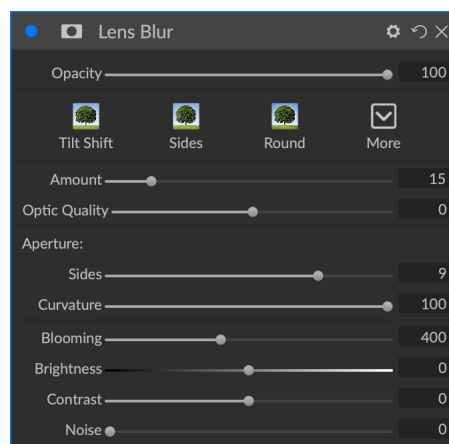 Lens Blur
Opacity 100
Tilt Shift Sides Round More
Amount 15
Optic Quality 0
Aperture:
Sides 9
Curvature 100
Blooming 400
Brightness 0
Contrast 0
Noise 0